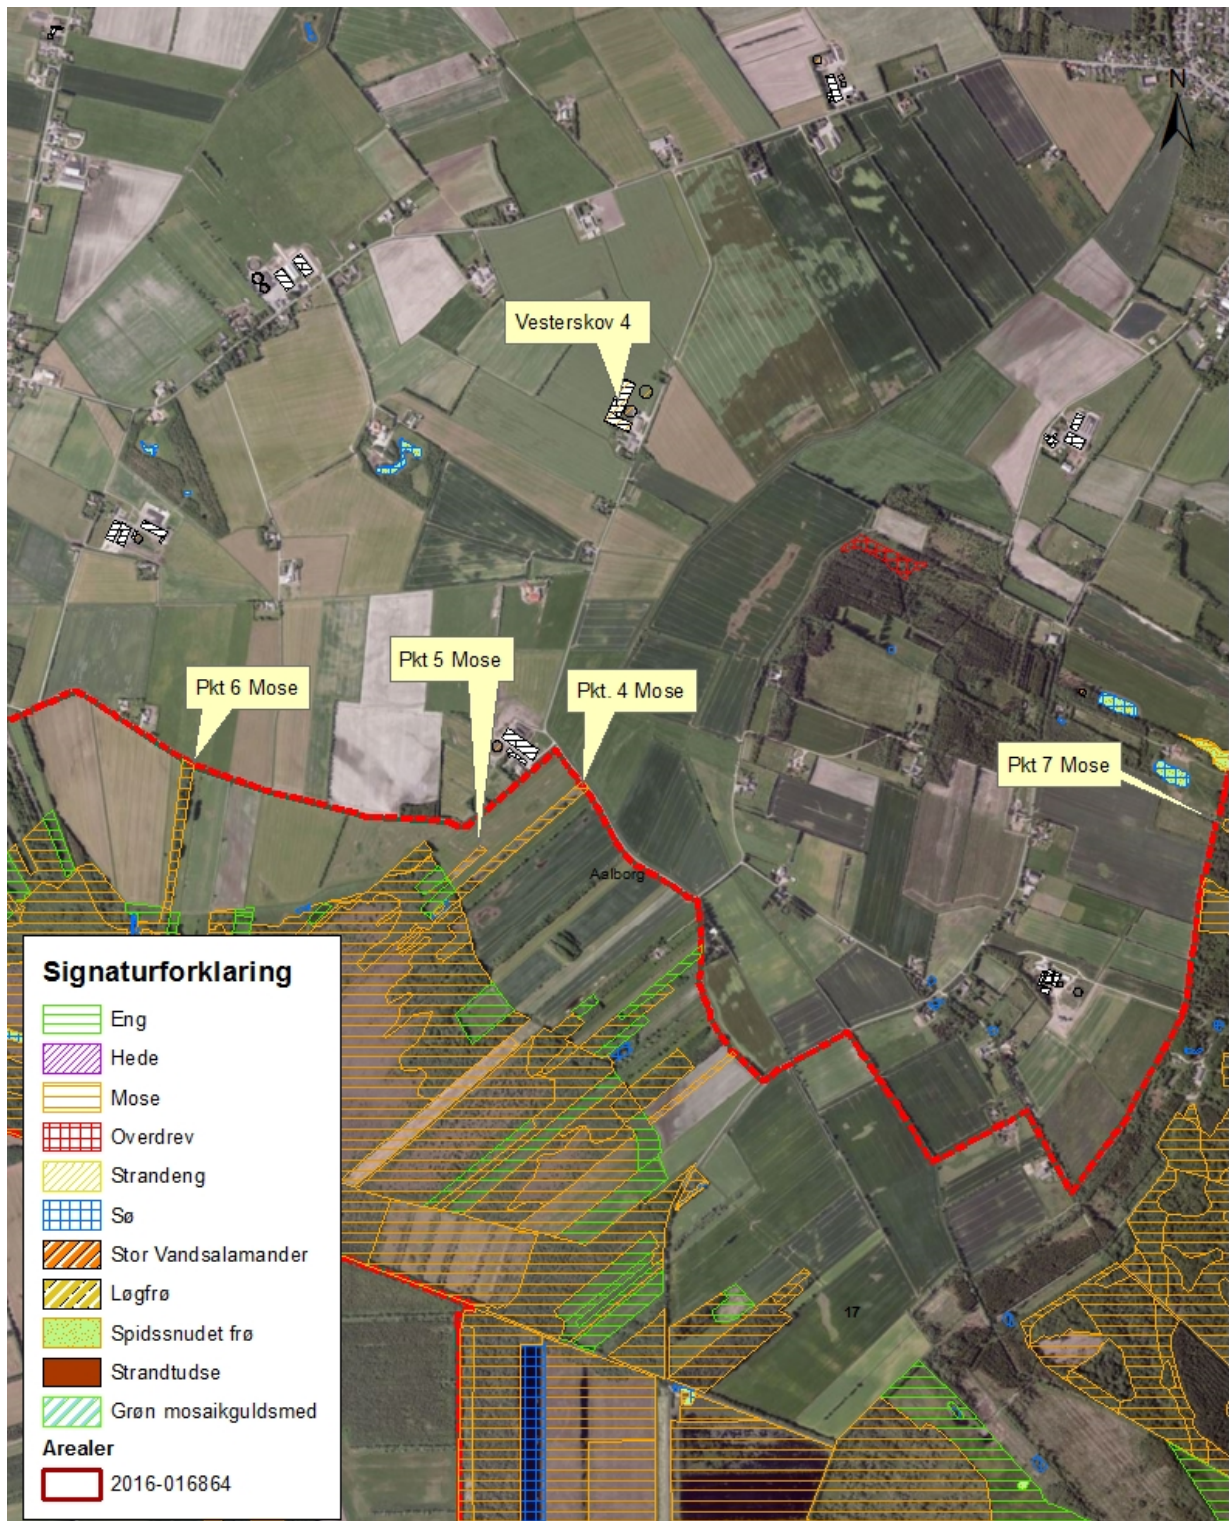 N
Vesterskov 4
Pkt 5 Mose
Pkt 6 Mose
Pkt. 4 Mose
Pkt 7 Mose
Aalborg
17
Signaturforklaring
Eng
Hede
Mose
Overdrev
Strandeng
Sø
Stor Vandsalamander
Løgfrø
Spidssnudet frø
Strandtudse
Grøn mosaikguldsmed
Arealer
2016-016864